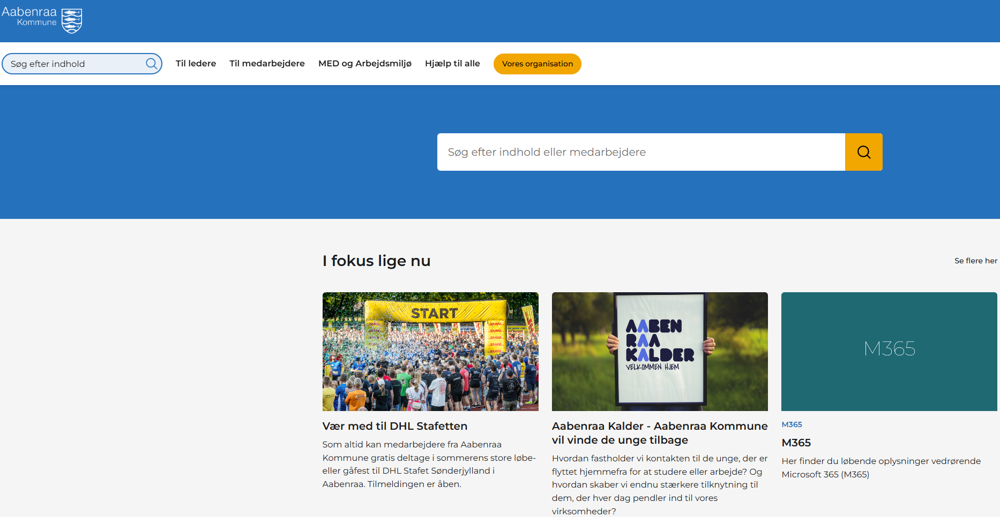 Aabenraa
Kommune
Søg efter indhold
Til ledere
Til medarbejdere
MED og Arbejdsmiljø
Hjælp til alle
Vores organisation
Søg efter indhold eller medarbejdere
I fokus lige nu
Se flere her
START
DHL
DHL
DHL
DHL
Vær med til DHL Stafetten
Som altid kan medarbejdere fra Aabenraa
Kommune gratis deltage i sommerens store løbe-
eller gåfest til DHL Stafet Sønderjylland i
Aabenraa. Tilmeldingen er åben.
AABEN
RAA
KALDER
VELKOMMEN HJEM
Aabenraa Kalder - Aabenraa Kommune
vil vinde de unge tilbage
Hvordan fastholder vi kontakten til de unge, der er
flyttet hjemmefra for at studere eller arbejde? Og
hvordan skaber vi endnu stærkere tilknytning til
dem, der hver dag pendler ind til vores
virksomheder?
M365
M365
M365
Her finder du løbende oplysninger vedrørende
Microsoft 365 (M365)